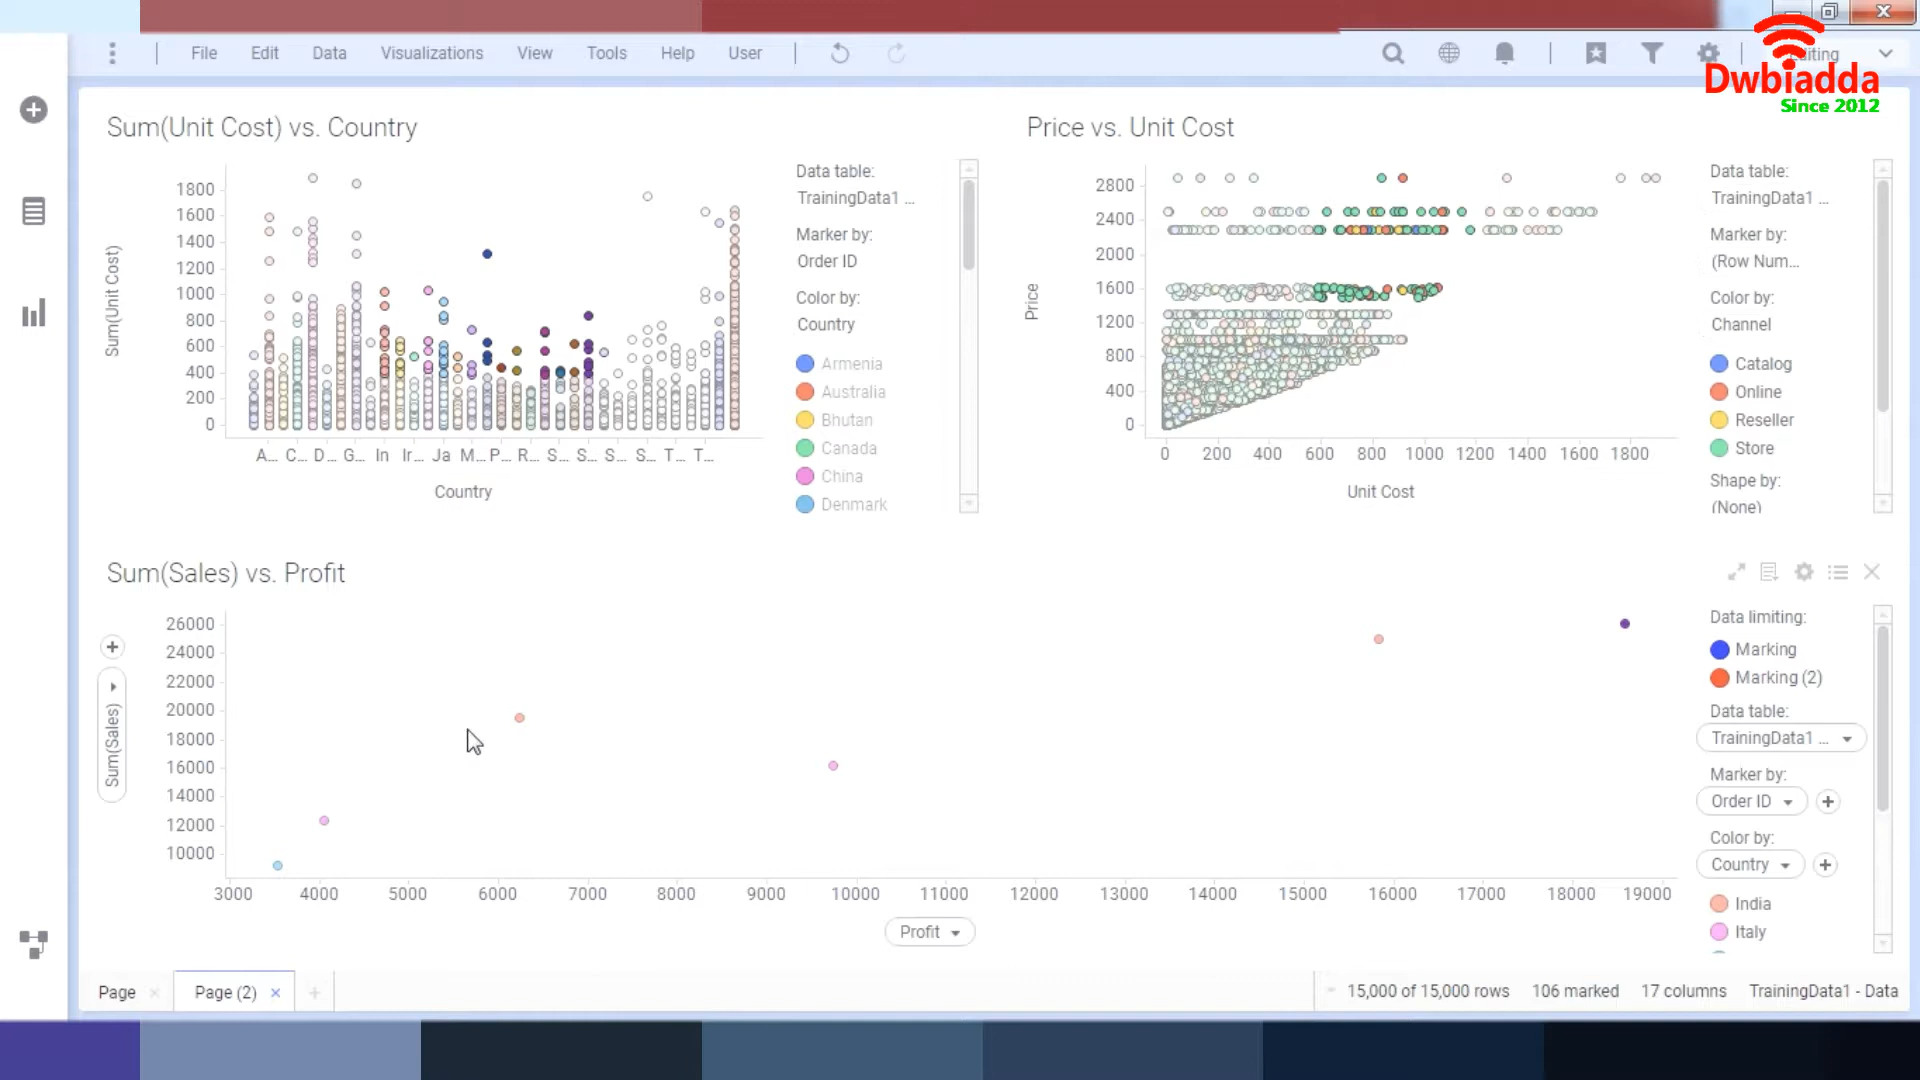 File Edit Data Visualizations View Tools Help User
Editing
Dwbiadda
Since 2012
Sum(Unit Cost) vs. Country
Sum(Unit Cost)
1800
1600
1400
1200
1000
800
600
400
200
0
A... C... D... G... In Ir... Ja M... P... R... S... S... S... S... T... T...
Country
Data table:
TrainingData1 ...
Marker by:
Order ID
Color by:
Country
Armenia
Australia
Bhutan
Canada
China
Denmark
Price vs. Unit Cost
Price
2800
2400
2000
1600
1200
800
400
0
0 200 400 600 800 1000 1200 1400 1600 1800
Unit Cost
Data table:
TrainingData1 ...
Marker by:
(Row Num...
Color by:
Channel
Catalog
Online
Reseller
Store
Shape by:
(None)
Sum(Sales) vs. Profit
Sum(Sales)
26000
24000
22000
20000
18000
16000
14000
12000
10000
3000 4000 5000 6000 7000 8000 9000 10000 11000 12000 13000 14000 15000 16000 17000 18000 19000
Profit
Data limiting:
Marking
Marking (2)
Data table:
TrainingData1 ...
Marker by:
Order ID
Color by:
Country
India
Italy
Page Page (2)
15,000 of 15,000 rows 106 marked 17 columns TrainingData1 - Data